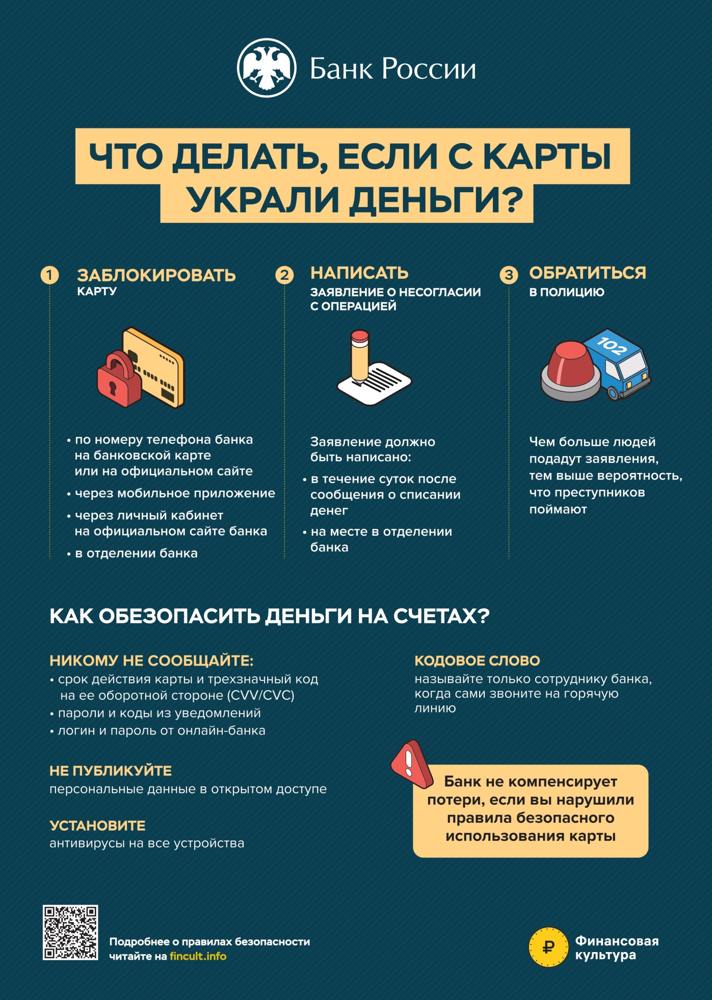 Банк России
ЧТО ДЕЛАТЬ, ЕСЛИ С КАРТЫ
УКРАЛИ ДЕНЬГИ?
1
ЗАБЛОКИРОВАТЬ
КАРТУ
• по номеру телефона банка
на банковской карте
или на официальном сайте
• через мобильное приложение
• через личный кабинет
на официальном сайте банка
• в отделении банка
2
НАПИСАТЬ
ЗАЯВЛЕНИЕ О НЕСОГЛАСИИ
С ОПЕРАЦИЕЙ
Заявление должно
быть написано:
• в течение суток после
сообщения о списании
денег
• на месте в отделении
банка
3
ОБРАТИТЬСЯ
В ПОЛИЦИЮ
102
Чем больше людей
подадут заявления,
тем выше вероятность,
что преступников
поймают
КАК ОБЕЗОПАСИТЬ ДЕНЬГИ НА СЧЕТАХ?
НИКОМУ НЕ СООБЩАЙТЕ:
• срок действия карты и трехзначный код
на ее оборотной стороне (CVV/CVC)
• пароли и коды из уведомлений
• логин и пароль от онлайн-банка
НЕ ПУБЛИКУЙТЕ
персональные данные в открытом доступе
УСТАНОВИТЕ
антивирусы на все устройства
КОДОВОЕ СЛОВО
называйте только сотруднику банка,
когда сами звоните на горячую
линию
!
Банк не компенсирует
потери, если вы нарушили
правила безопасного
использования карты
Подробнее о правилах безопасности
читайте на fincult.info
₽
Финансовая
культура